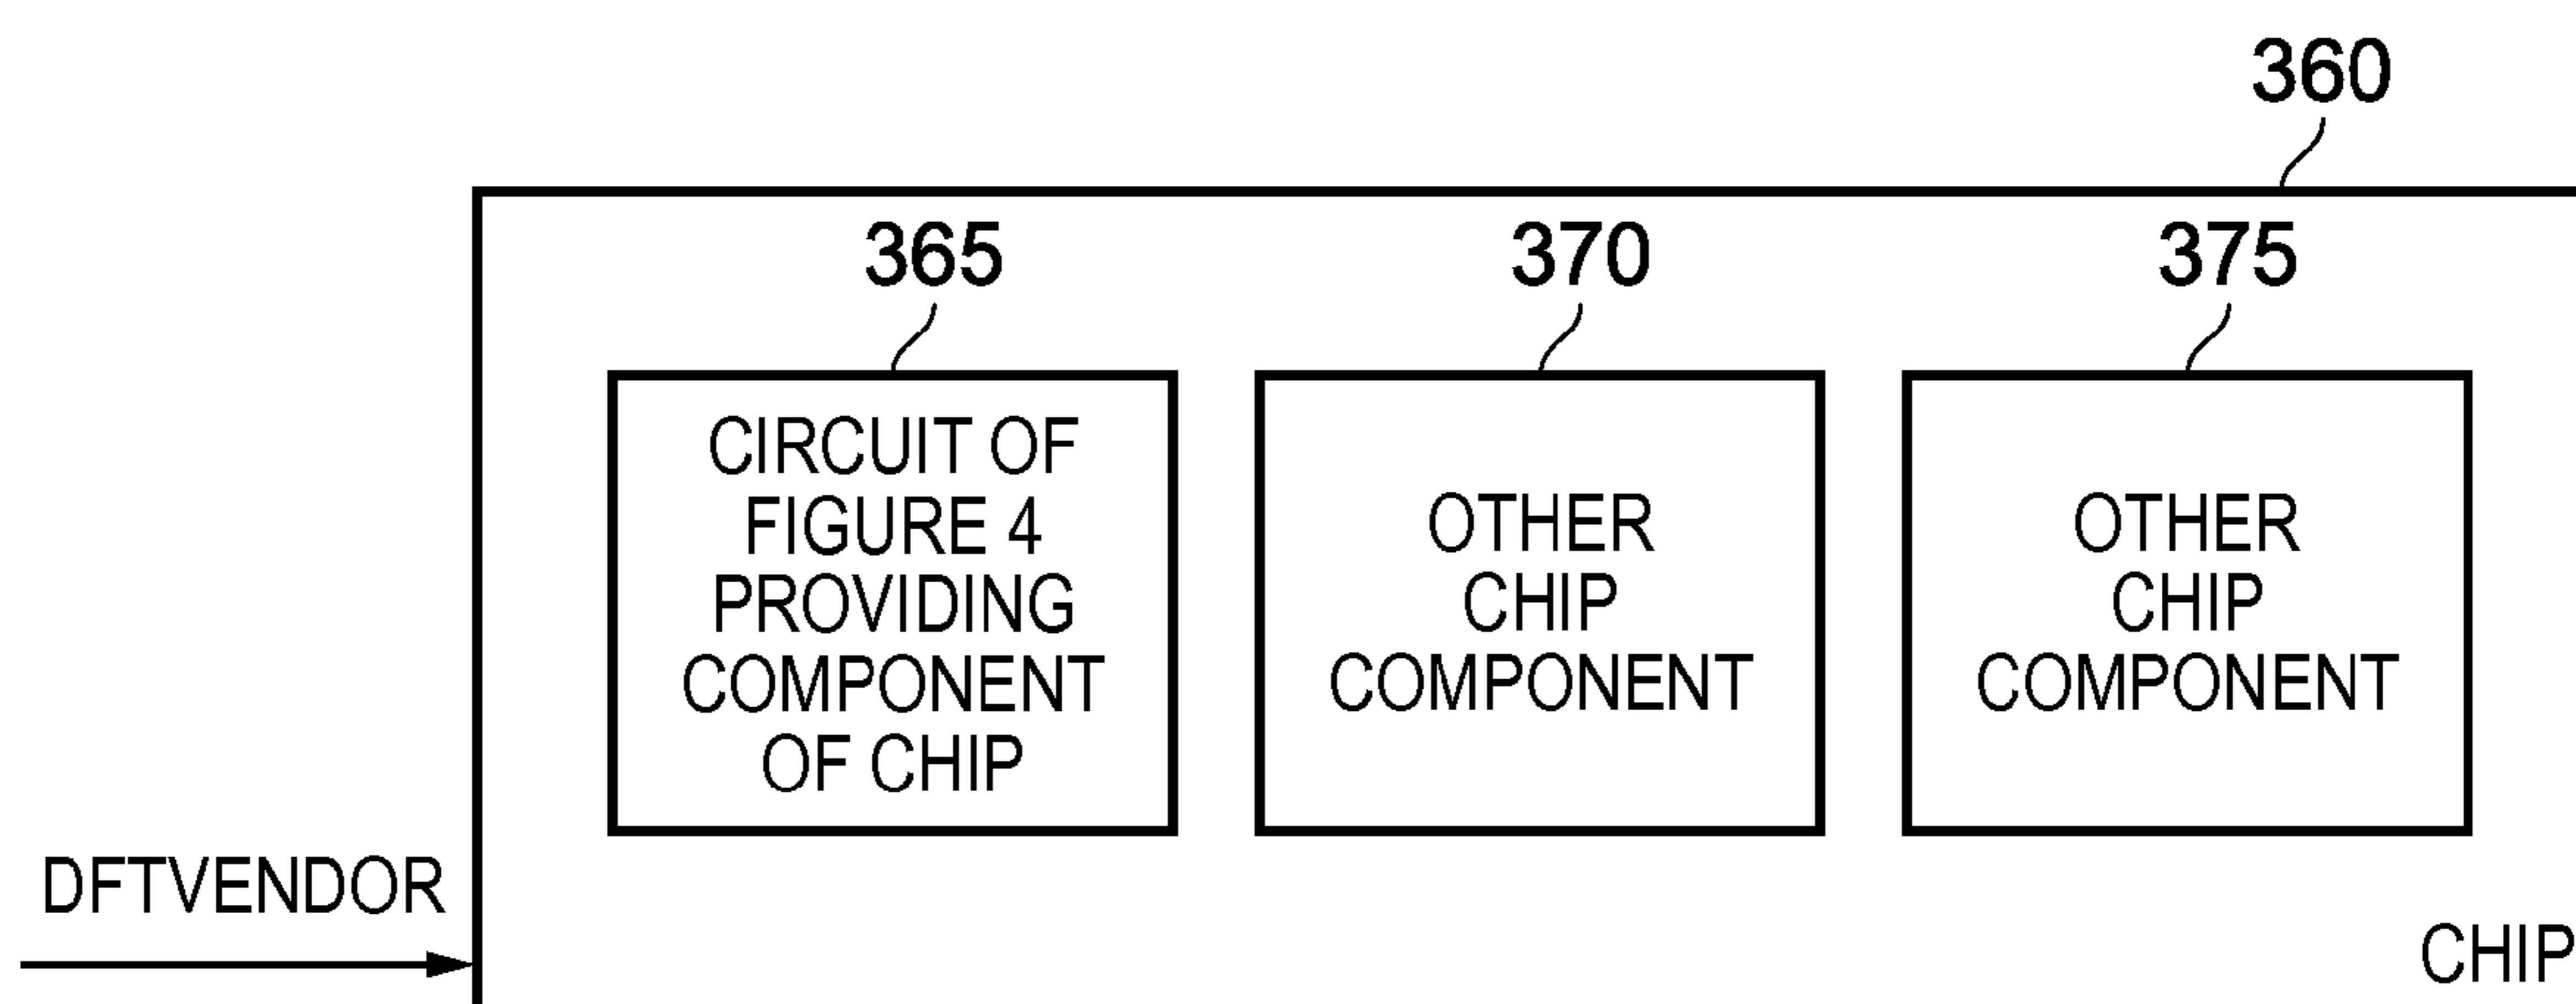 360
365
370
375
CIRCUIT OF
FIGURE 4
PROVIDING
COMPONENT
OF CHIP
OTHER
CHIP
COMPONENT
OTHER
CHIP
COMPONENT
DFTVENDOR
CHIP